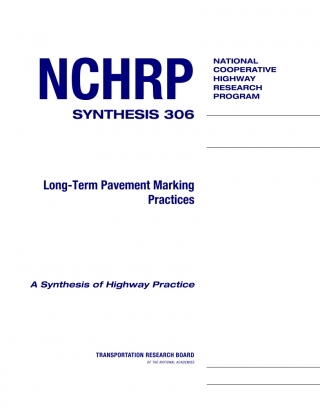 NCHRP
SYNTHESIS 306
NATIONAL
COOPERATIVE
HIGHWAY
RESEARCH
PROGRAM
Long-Term Pavement Marking
Practices
A Synthesis of Highway Practice
TRANSPORTATION RESEARCH BOARD
OF THE NATIONAL ACADEMIES